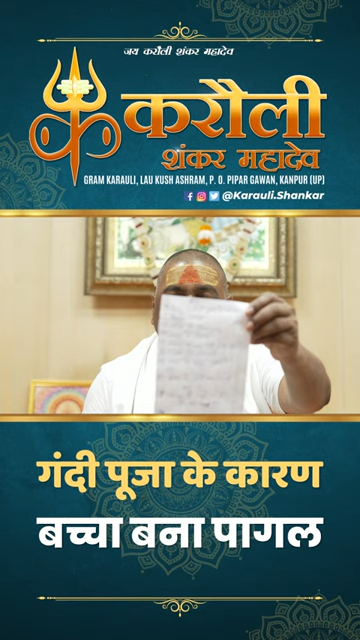 जय करौली शंकर महादेव
करौली
शंकर महादेव
GRAM KARAULI, LAU KUSH ASHRAM, P. O. PIPAR GAWAN, KANPUR (UP)
@Karauli.Shankar
गंदी पूजा के कारण
बच्चा बना पागल